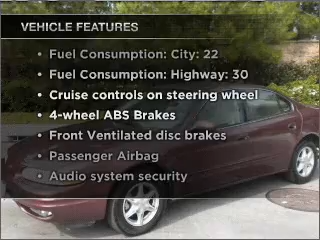 VEHICLE FEATURES
• Fuel Consumption: City: 22
• Fuel Consumption: Highway: 30
• Cruise controls on steering wheel
• 4-wheel ABS Brakes
• Front Ventilated disc brakes
• Passenger Airbag
• Audio system security